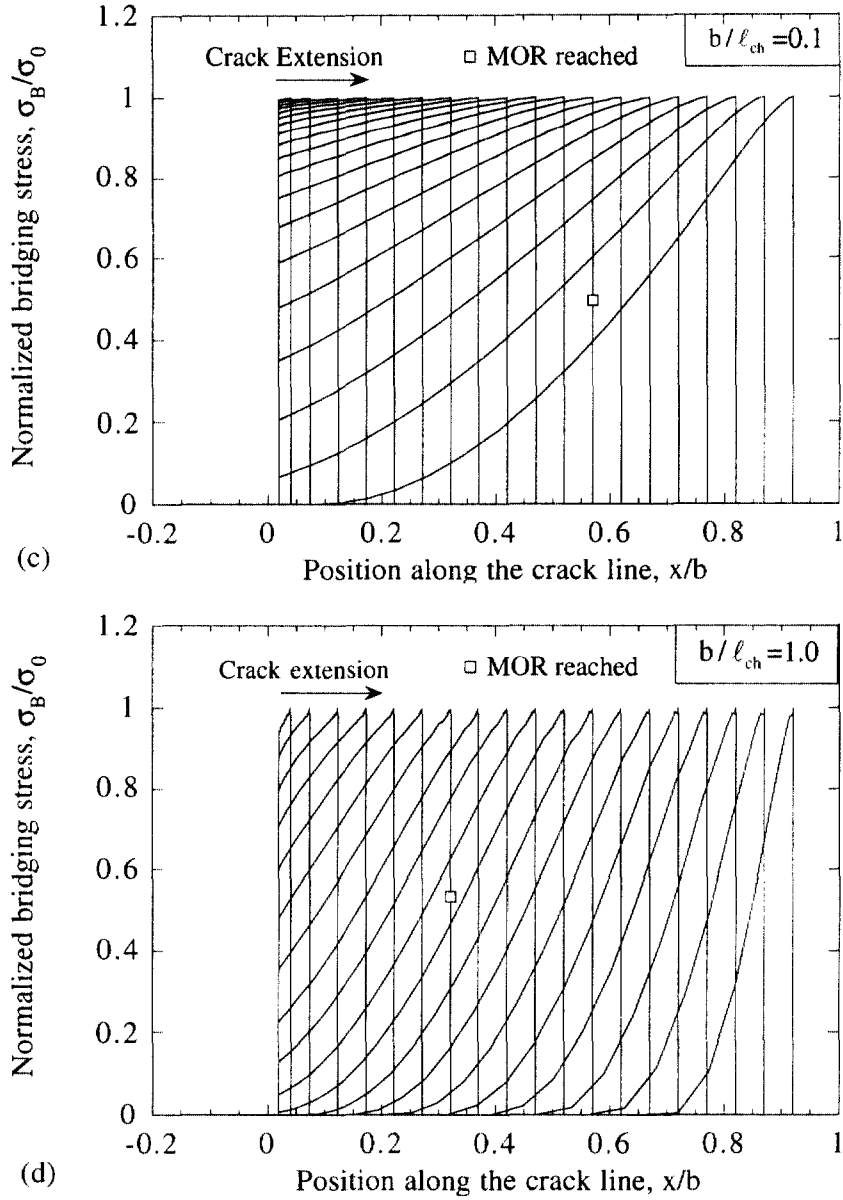 b/ℓch=0.1
Crack Extension
□ MOR reached
Normalized bridging stress, σB/σ0
1.2
1
0.8
0.6
0.4
0.2
0
-0.2 0 0.2 0.4 0.6 0.8 1
(c)
Position along the crack line, x/b
b/ℓch=1.0
Crack extension
□ MOR reached
Normalized bridging stress, σB/σ0
1.2
1
0.8
0.6
0.4
0.2
0
-0.2 0 0.2 0.4 0.6 0.8 1
(d)
Position along the crack line, x/b